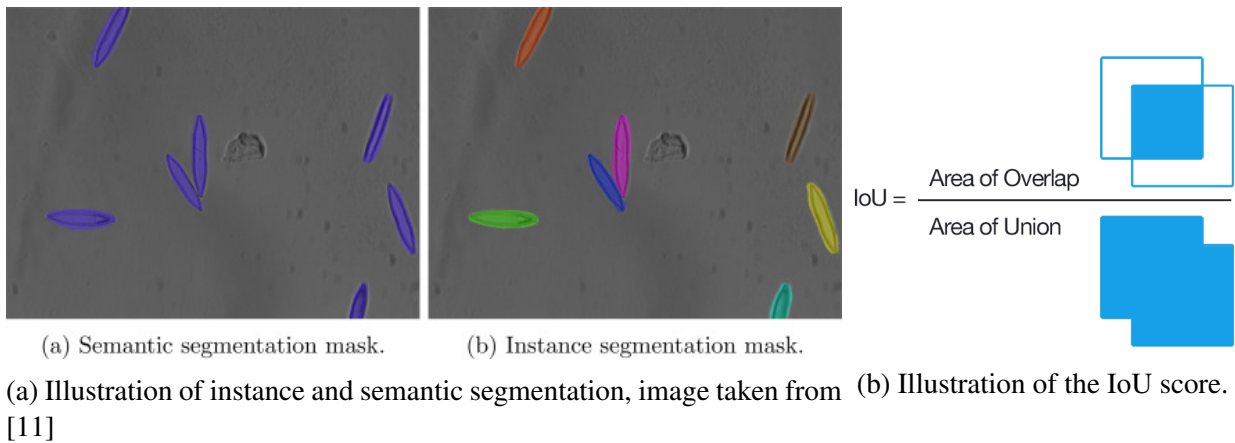 (a) Semantic segmentation mask.
(b) Instance segmentation mask.
(a) Illustration of instance and semantic segmentation, image taken from
[11]
IoU =
Area of Overlap
Area of Union
(b) Illustration of the IoU score.